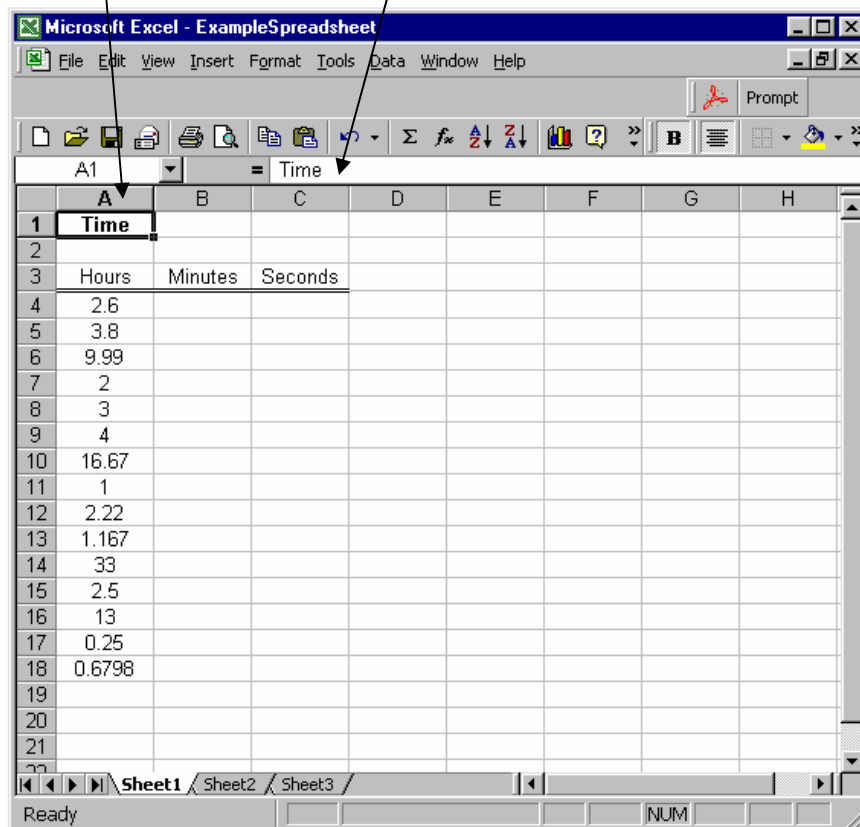 Microsoft Excel - ExampleSpreadsheet
File Edit View Insert Format Tools Data Window Help
Prompt
Σ fx A Z Z A ? » B »
A1 = Time
A B C D E F G H
1 Time
2
3 Hours Minutes Seconds
4 2.6
5 3.8
6 9.99
7 2
8 3
9 4
10 16.67
11 1
12 2.22
13 1.167
14 33
15 2.5
16 13
17 0.25
18 0.6798
19
20
21
22
Sheet1 Sheet2 Sheet3
Ready NUM